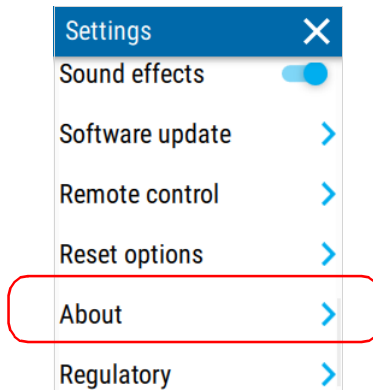 Settings
Sound effects
Software update
Remote control
Reset options
About
Regulatory